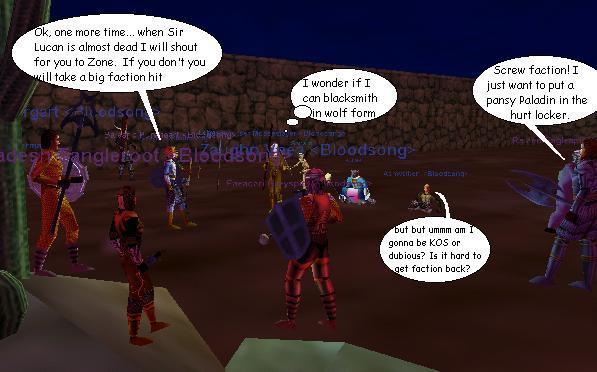 Ok, one more time... when Sir
Lucan is almost dead I will shout
for you to Zone. If you don't you
will take a big faction hit
I wonder if I
can blacksmith
in wolf form
Screw faction! I
just want to put a
pansy Paladin in the
hurt locker.
but but ummm am I
gonna be KOS or
dubious? Is it hard to
get faction back?
<Bloodsong>
<Bloodsong>
<Bloodsong>
<Bloodsong>